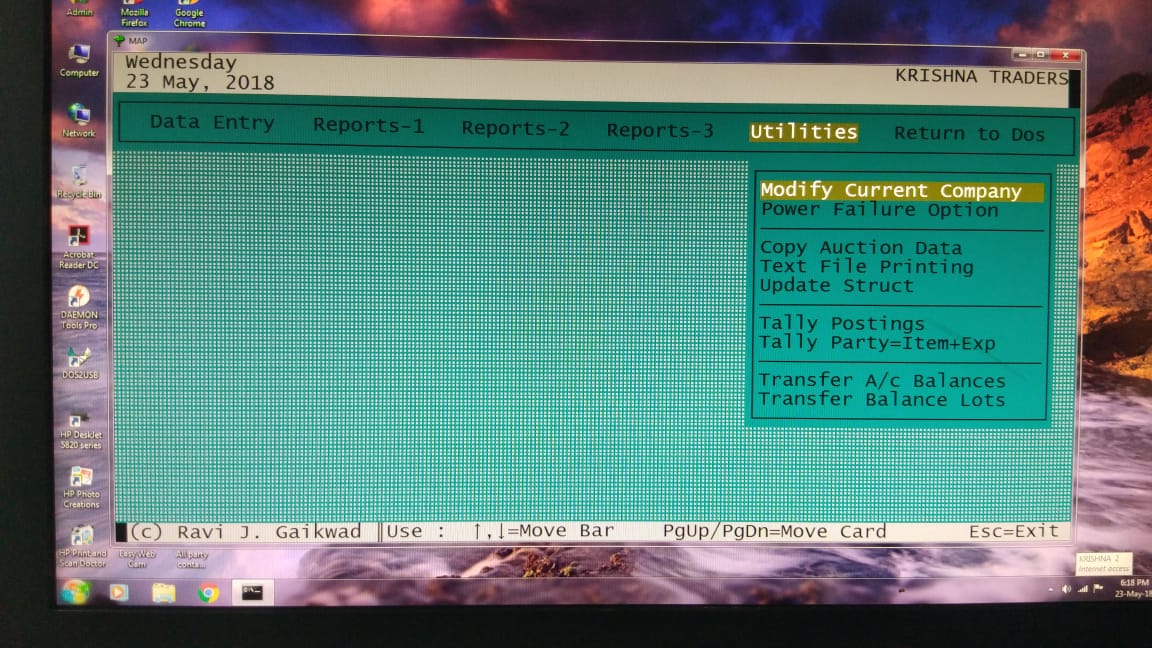 Admin
Mozilla
Firefox
Google
Chrome
MAP
Computer
Wednesday
23 May, 2018
KRISHNA TRADERS
Data Entry Reports-1 Reports-2 Reports-3 Utilities Return to Dos
Network
Recycle Bin
Modify Current Company
Power Failure Option
Copy Auction Data
Text File Printing
Update Struct
Tally Postings
Tally Party=Item+Exp
Transfer A/c Balances
Transfer Balance Lots
Acrobat
Reader DC
DAEMON
Tools Pro
DOS2USB
HP DeskJet
5820 series
HP Photo
Creations
(c) Ravi J. Gaikwad ║Use : ↑,↓=Move Bar PgUp/PgDn=Move Card Esc=Exit
HP Print and
Scan Doctor
Easy Web
Cam
All party
conta...
KRISHNA 2
Internet access
6:18 PM
23-May-18